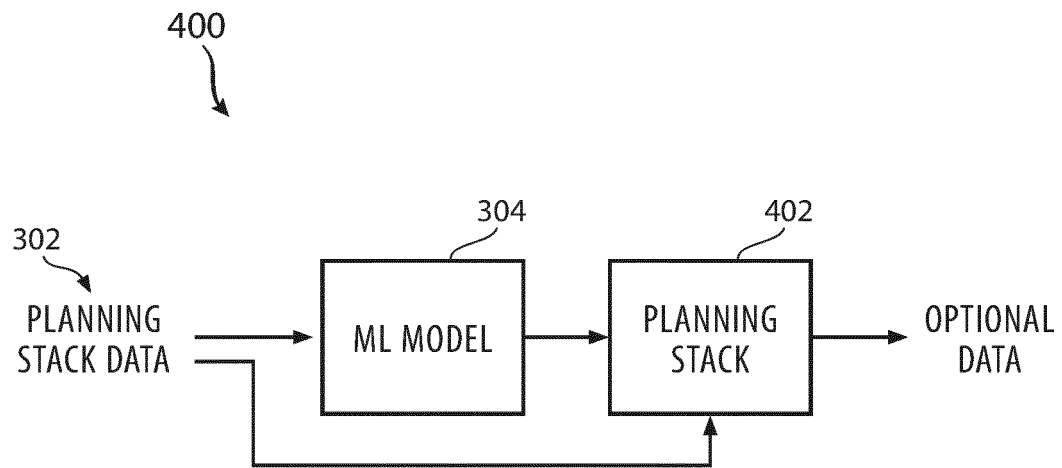 400
304
402
302
PLANNING
STACK DATA
ML MODEL
PLANNING
STACK
OPTIONAL
DATA